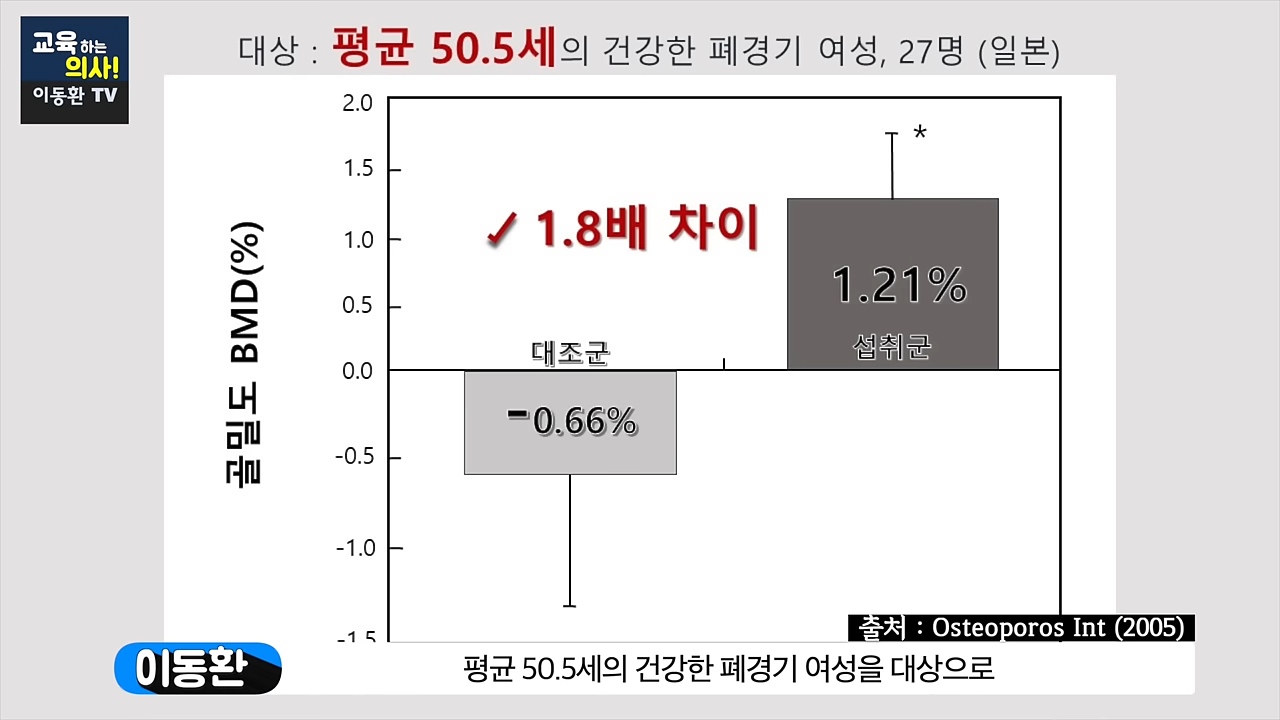 교육하는
의사!
이동환 TV
대상 : 평균 50.5세의 건강한 폐경기 여성, 27명 (일본)
골밀도 BMD(%)
2.0
1.5
1.0
0.5
0.0
-0.5
-1.0
-1.5
✓ 1.8배 차이
*
1.21%
섭취군
대조군
-0.66%
출처 : Osteoporos Int (2005)
이동환
평균 50.5세의 건강한 폐경기 여성을 대상으로